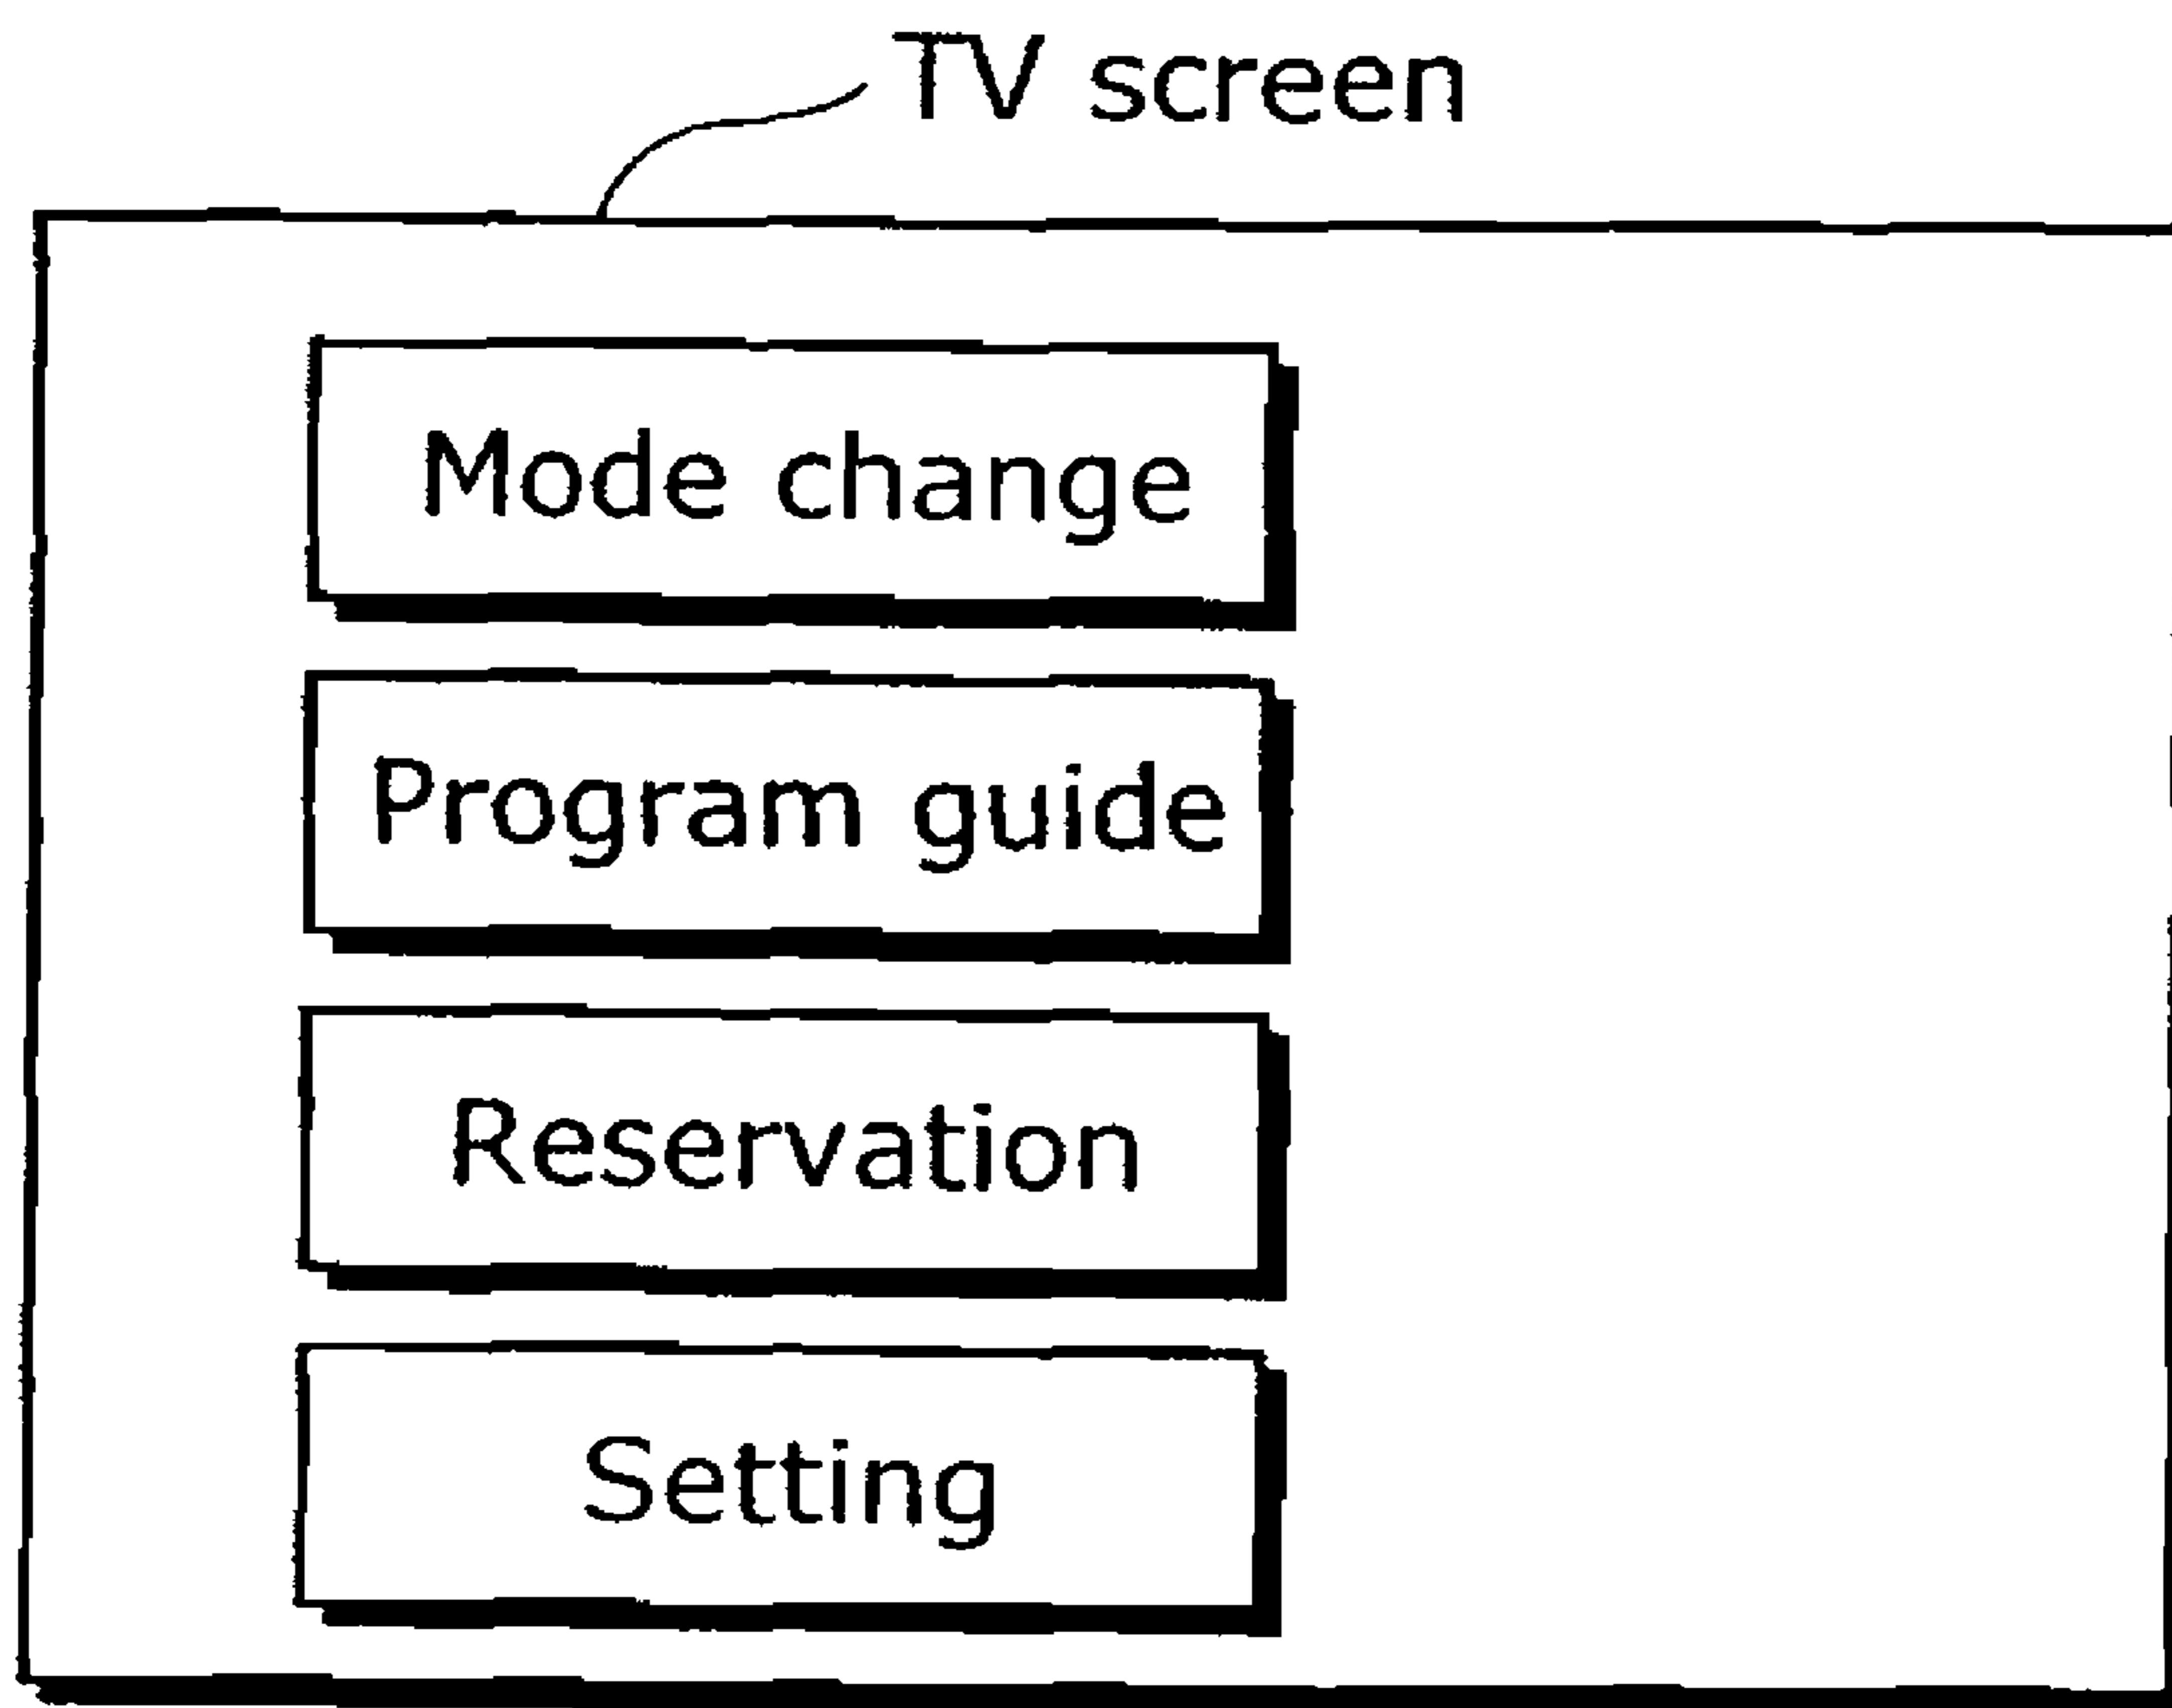 TV screen
Mode change
Program guide
Reservation
Setting